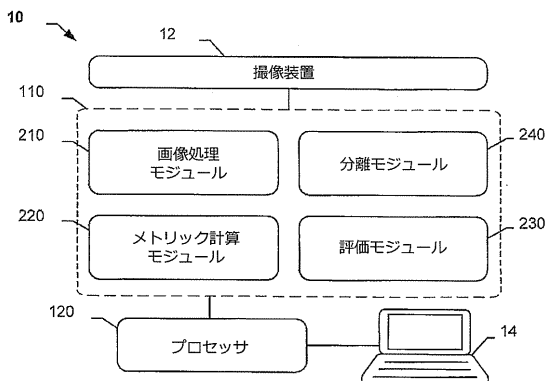 10
12
撮像装置
110
210
画像処理
モジュール
240
分離モジュール
220
メトリック計算
モジュール
230
評価モジュール
120
プロセッサ
14